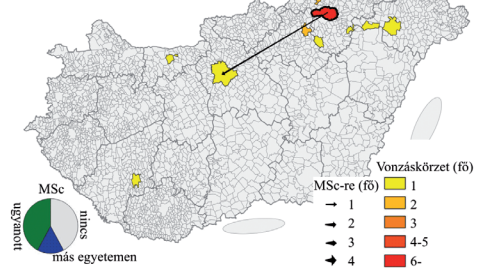 MSc
ugyanott
nincs
más egyetemen
MSc-re (fő)
1
2
3
4
Vonzáskörzet (fő)
1
2
3
4-5
6-